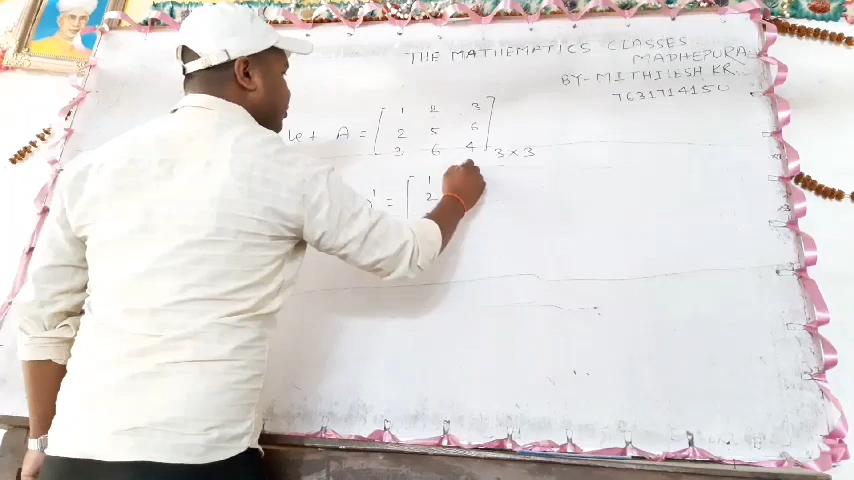 THE MATHEMATICS CLASSES
MADHEPURA
BY-MITHILESH KR.
7631714150
Let A = [ 1 2 3
2 5 6
3 6 4 ] 3×3
' = [ 1
2